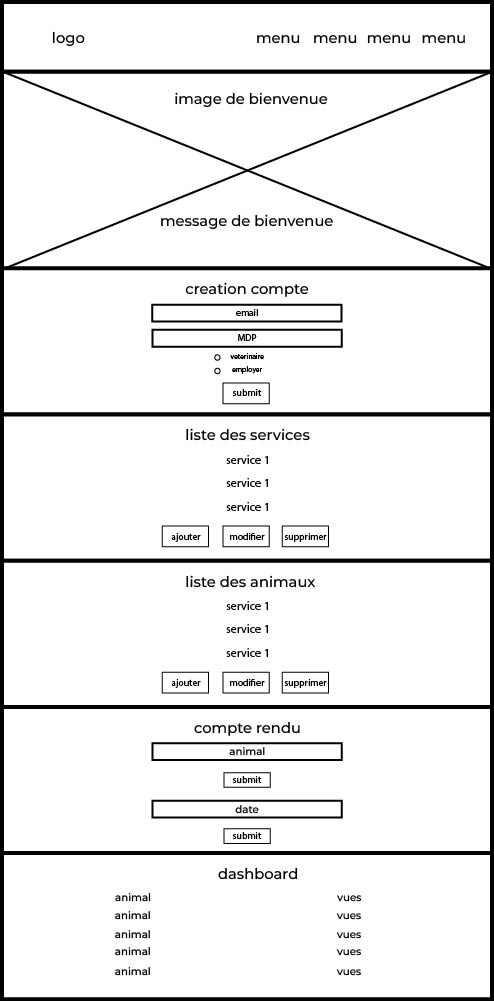 logo menu menu menu menu
image de bienvenue
message de bienvenue
creation compte
email
MDP
veterinaire
employer
submit
liste des services
service 1
service 1
service 1
ajouter modifier supprimer
liste des animaux
service 1
service 1
service 1
ajouter modifier supprimer
compte rendu
animal
submit
date
submit
dashboard
animal vues
animal vues
animal vues
animal vues
animal vues